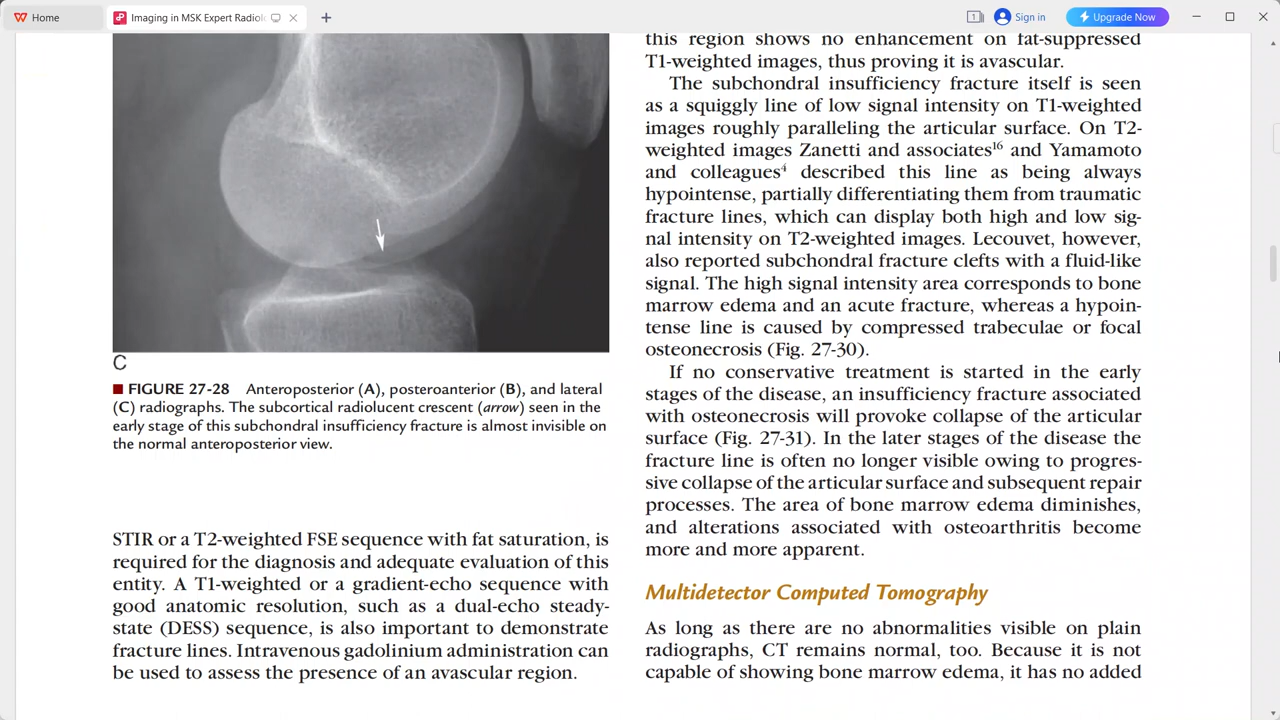 Home
Imaging in MSK Expert Radiol
1
Sign in
Upgrade Now
C
■ FIGURE 27-28 Anteroposterior (A), posteroanterior (B), and lateral
(C) radiographs. The subcortical radiolucent crescent (arrow) seen in the
early stage of this subchondral insufficiency fracture is almost invisible on
the normal anteroposterior view.
STIR or a T2-weighted FSE sequence with fat saturation, is
required for the diagnosis and adequate evaluation of this
entity. A T1-weighted or a gradient-echo sequence with
good anatomic resolution, such as a dual-echo steady-
state (DESS) sequence, is also important to demonstrate
fracture lines. Intravenous gadolinium administration can
be used to assess the presence of an avascular region.
this region shows no enhancement on fat-suppressed
T1-weighted images, thus proving it is avascular.
The subchondral insufficiency fracture itself is seen
as a squiggly line of low signal intensity on T1-weighted
images roughly paralleling the articular surface. On T2-
weighted images Zanetti and associates16 and Yamamoto
and colleagues4 described this line as being always
hypointense, partially differentiating them from traumatic
fracture lines, which can display both high and low sig-
nal intensity on T2-weighted images. Lecouvet, however,
also reported subchondral fracture clefts with a fluid-like
signal. The high signal intensity area corresponds to bone
marrow edema and an acute fracture, whereas a hypoin-
tense line is caused by compressed trabeculae or focal
osteonecrosis (Fig. 27-30).
If no conservative treatment is started in the early
stages of the disease, an insufficiency fracture associated
with osteonecrosis will provoke collapse of the articular
surface (Fig. 27-31). In the later stages of the disease the
fracture line is often no longer visible owing to progres-
sive collapse of the articular surface and subsequent repair
processes. The area of bone marrow edema diminishes,
and alterations associated with osteoarthritis become
more and more apparent.
Multidetector Computed Tomography
As long as there are no abnormalities visible on plain
radiographs, CT remains normal, too. Because it is not
capable of showing bone marrow edema, it has no added